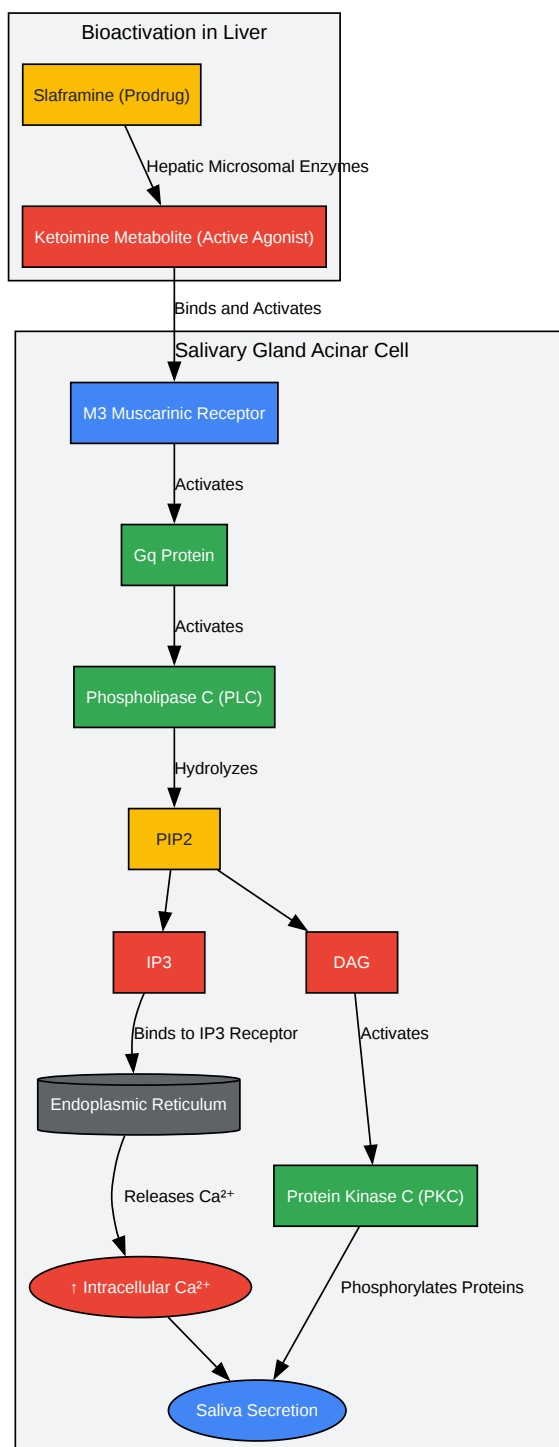 Bioactivation in Liver
Slaframine (Prodrug)
Hepatic Microsomal Enzymes
Ketoimine Metabolite (Active Agonist)
Binds and Activates
Salivary Gland Acinar Cell
M3 Muscarinic Receptor
Activates
Gq Protein
Activates
Phospholipase C (PLC)
Hydrolyzes
PIP2
IP3
DAG
Binds to IP3 Receptor
Activates
Endoplasmic Reticulum
Releases Ca²⁺
Protein Kinase C (PKC)
↑ Intracellular Ca²⁺
Phosphorylates Proteins
Saliva Secretion